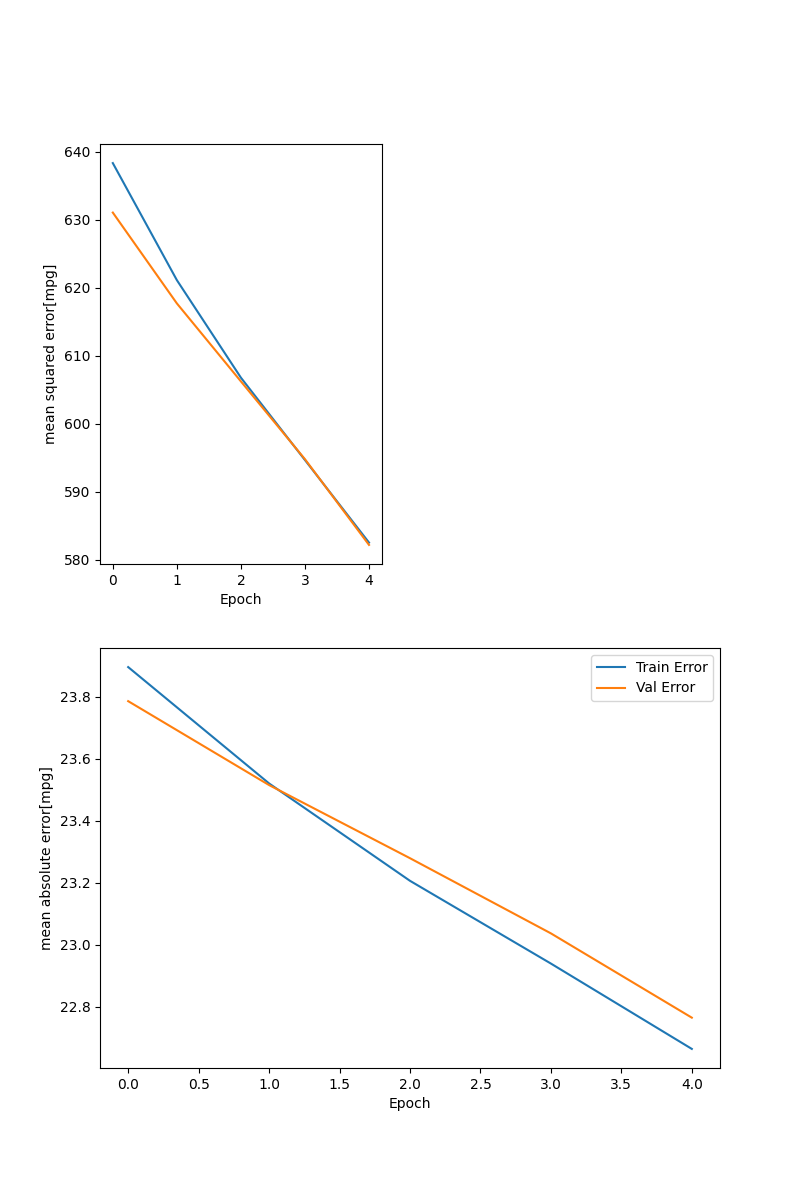 640
630
620
610
600
590
580
mean squared error[mpg]
0 1 2 3 4
Epoch
Train Error
Val Error
23.8
23.6
23.4
23.2
23.0
22.8
mean absolute error[mpg]
0.0 0.5 1.0 1.5 2.0 2.5 3.0 3.5 4.0
Epoch